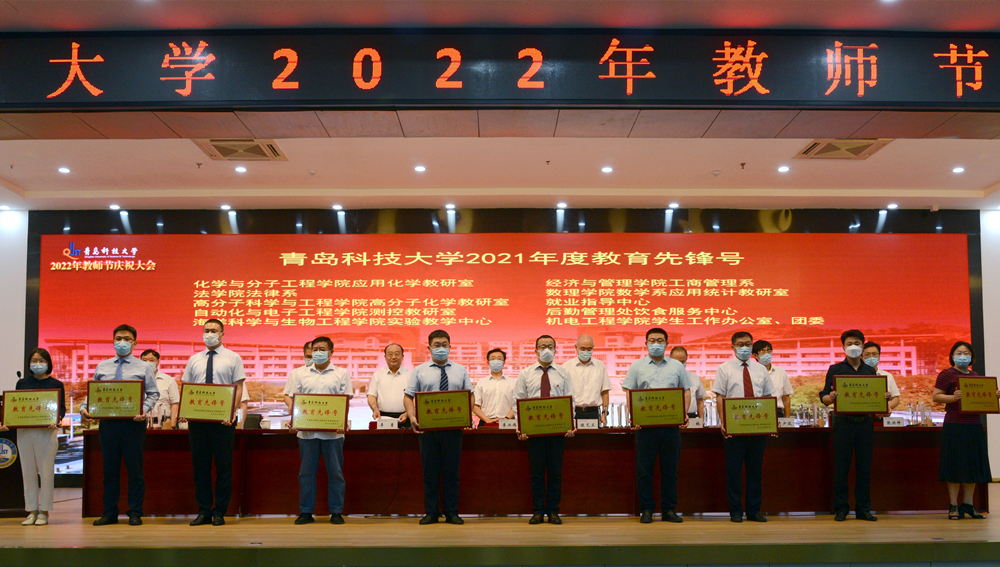 大学2022年教师节
青岛科技大学
2022年教师节庆祝大会
青岛科技大学2021年度教育先锋号
化学与分子工程学院应用化学教研室
经济与管理学院工商管理系
法学院法律系
数理学院数学系应用统计教研室
高分子科学与工程学院高分子化学教研室
就业指导中心
自动化与电子工程学院测控教研室
后勤管理处饮食服务中心
海洋科学与生物工程学院实验教学中心
机电工程学院学生工作办公室、团委
教育先锋号
教育先锋号
教育先锋号
教育先锋号
教育先锋号
教育先锋号
教育先锋号
教育先锋号
教育先锋号
教育先锋号